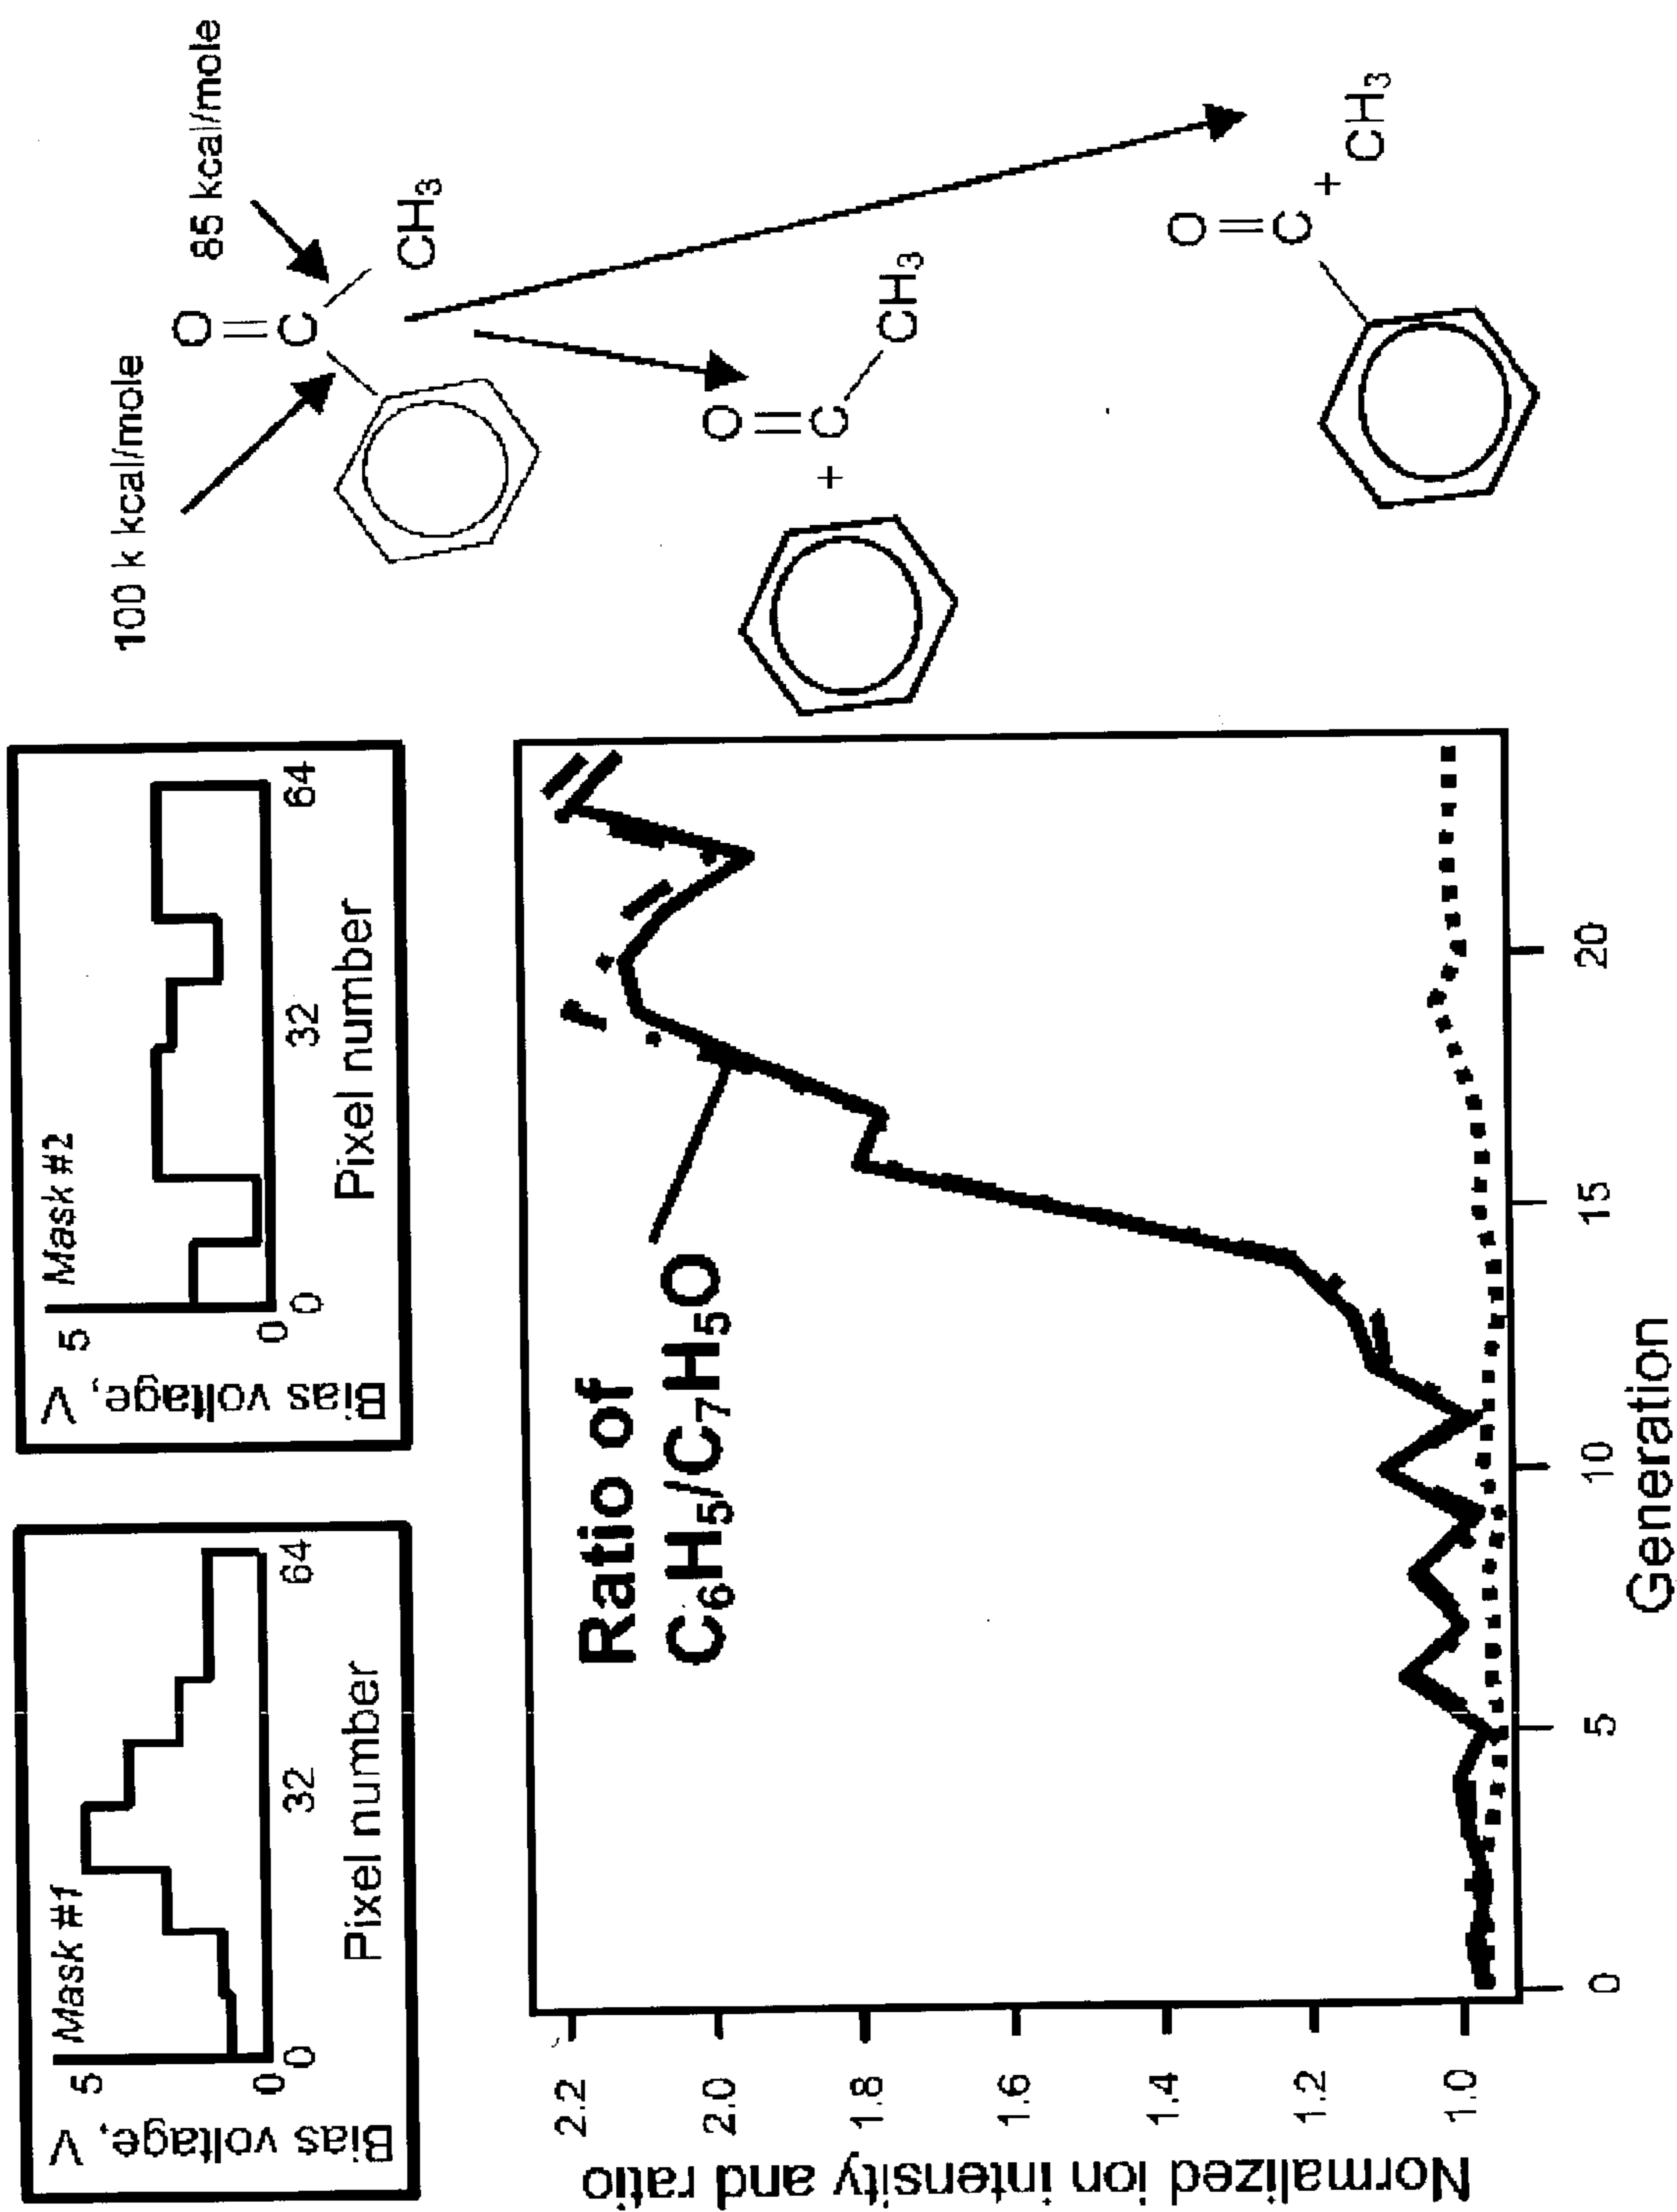 Mask #1
5
0
Bias voltage, V
0
32
64
Pixel number
Mask #2
5
0
Bias voltage, V
0
32
64
Pixel number
Normalized ion intensity and ratio
2.2
2.0
1.8
1.6
1.4
1.2
1.0
Ratio of
C₆H₅/C₇H₅O
0
5
10
15
20
Generation
100 k kcal/mole
85 kcal/mole
O
C
CH₃
O
+ C
CH₃
O
C +
CH₃